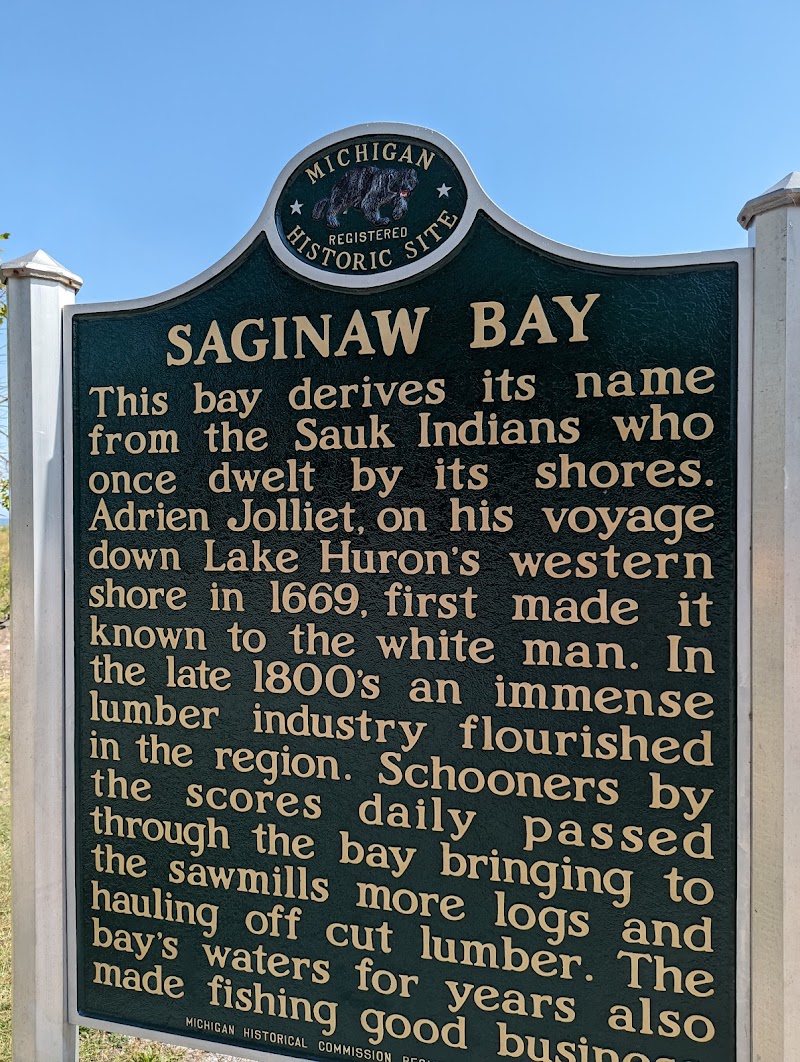 MICHIGAN
REGISTERED
HISTORIC SITE
SAGINAW BAY
This bay derives its name
from the Sauk Indians who
once dwelt by its shores.
Adrien Jolliet, on his voyage
down Lake Huron's western
shore in 1669, first made it
known to the white man. In
the late 1800's an immense
lumber industry flourished
in the region. Schooners by
the scores daily passed
through the bay bringing to
the sawmills more logs and
hauling off cut lumber. The
bay's waters for years also
made fishing good business
MICHIGAN HISTORICAL COMMISSION